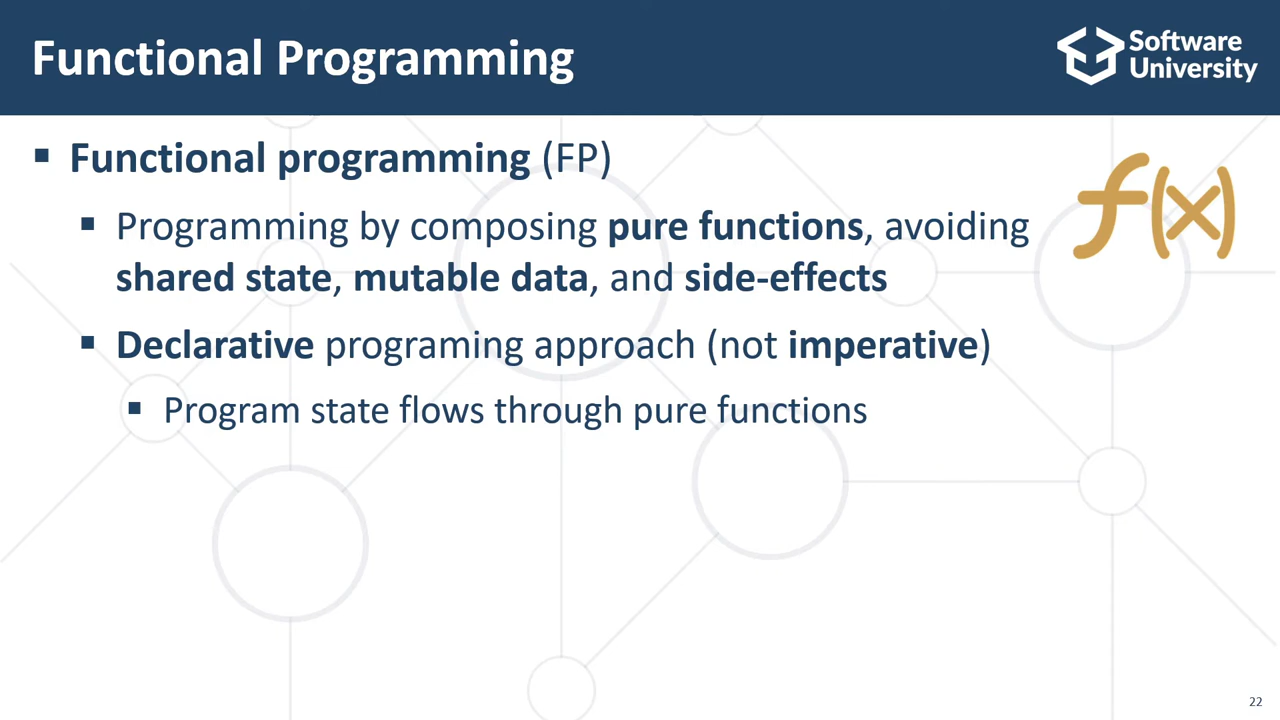 Functional Programming
Software
University
▪ Functional programming (FP)
▪ Programming by composing pure functions, avoiding
shared state, mutable data, and side-effects
▪ Declarative programing approach (not imperative)
▪ Program state flows through pure functions
f(x)
22